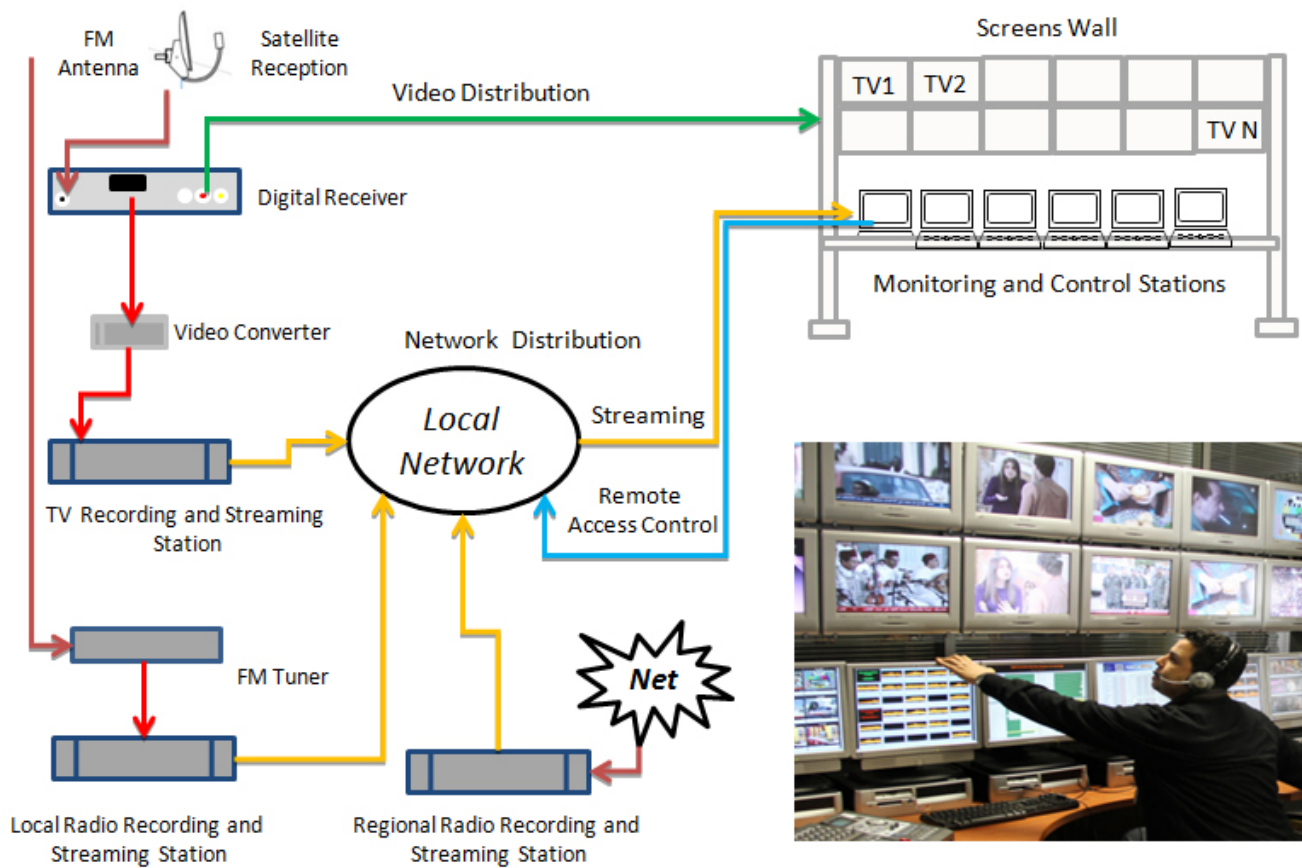 FM
Antenna
Satellite
Reception
Screens Wall
TV1
TV2
Video Distribution
TV N
Digital Receiver
Monitoring and Control Stations
Video Converter
Network Distribution
Local
Network
Streaming
TV Recording and Streaming
Station
Remote
Access Control
FM Tuner
Net
Local Radio Recording and
Streaming Station
Regional Radio Recording and
Streaming Station